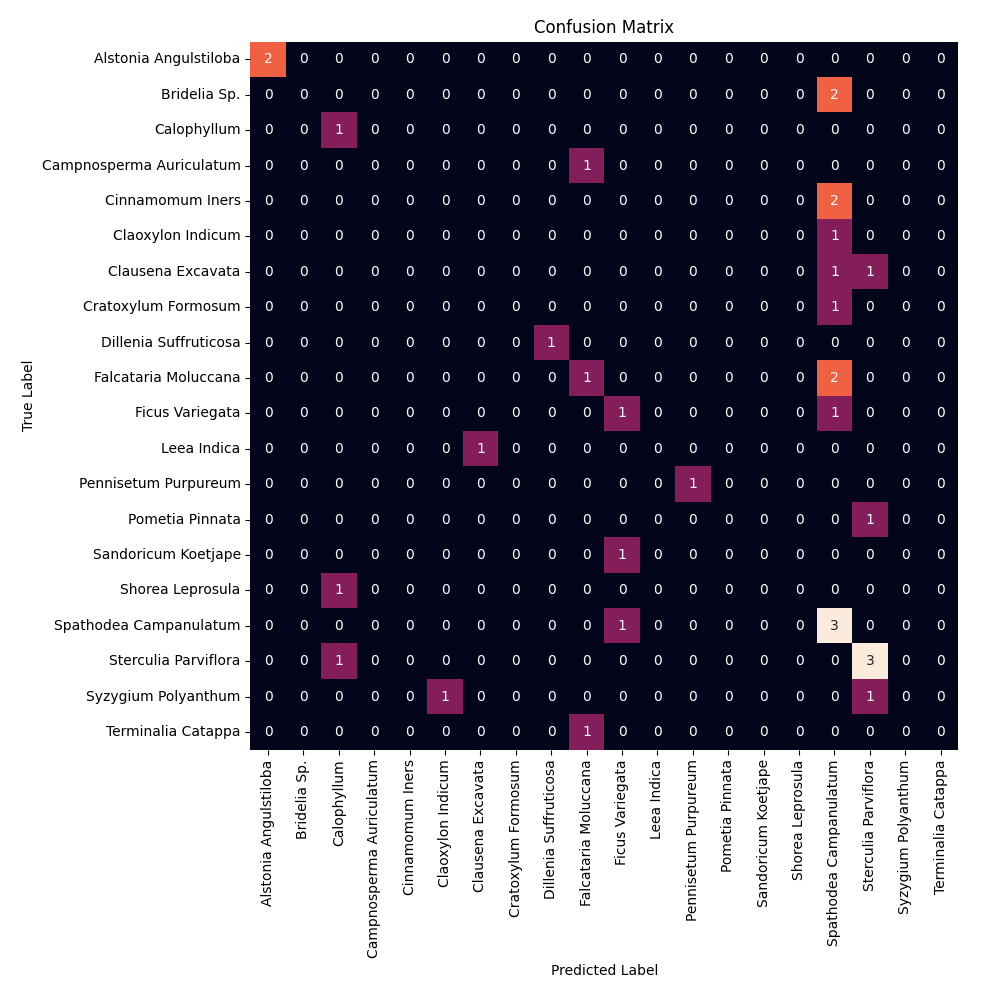 Confusion Matrix
Alstonia Angulstiloba 2 0 0 0 0 0 0 0 0 0 0 0 0 0 0 0 0 0 0 0
Bridelia Sp. 0 0 0 0 0 0 0 0 0 0 0 0 0 0 0 0 2 0 0 0
Calophyllum 0 0 1 0 0 0 0 0 0 0 0 0 0 0 0 0 0 0 0 0
Campnosperma Auriculatum 0 0 0 0 0 0 0 0 0 1 0 0 0 0 0 0 0 0 0 0
Cinnamomum Iners 0 0 0 0 0 0 0 0 0 0 0 0 0 0 0 0 2 0 0 0
Claoxylon Indicum 0 0 0 0 0 0 0 0 0 0 0 0 0 0 0 0 1 0 0 0
Clausena Excavata 0 0 0 0 0 0 0 0 0 0 0 0 0 0 0 0 1 1 0 0
Cratoxylum Formosum 0 0 0 0 0 0 0 0 0 0 0 0 0 0 0 0 1 0 0 0
Dillenia Suffruticosa 0 0 0 0 0 0 0 0 1 0 0 0 0 0 0 0 0 0 0 0
Falcataria Moluccana 0 0 0 0 0 0 0 0 0 1 0 0 0 0 0 0 2 0 0 0
Ficus Variegata 0 0 0 0 0 0 0 0 0 0 1 0 0 0 0 0 1 0 0 0
Leea Indica 0 0 0 0 0 0 1 0 0 0 0 0 0 0 0 0 0 0 0 0
Pennisetum Purpureum 0 0 0 0 0 0 0 0 0 0 0 0 1 0 0 0 0 0 0 0
Pometia Pinnata 0 0 0 0 0 0 0 0 0 0 0 0 0 0 0 0 0 1 0 0
Sandoricum Koetjape 0 0 0 0 0 0 0 0 0 0 1 0 0 0 0 0 0 0 0 0
Shorea Leprosula 0 0 1 0 0 0 0 0 0 0 0 0 0 0 0 0 0 0 0 0
Spathodea Campanulatum 0 0 0 0 0 0 0 0 0 0 1 0 0 0 0 0 3 0 0 0
Sterculia Parviflora 0 0 1 0 0 0 0 0 0 0 0 0 0 0 0 0 0 3 0 0
Syzygium Polyanthum 0 0 0 0 0 1 0 0 0 0 0 0 0 0 0 0 0 1 0 0
Terminalia Catappa 0 0 0 0 0 0 0 0 0 1 0 0 0 0 0 0 0 0 0 0
True Label
Alstonia Angulstiloba
Bridelia Sp.
Calophyllum
Campnosperma Auriculatum
Cinnamomum Iners
Claoxylon Indicum
Clausena Excavata
Cratoxylum Formosum
Dillenia Suffruticosa
Falcataria Moluccana
Ficus Variegata
Leea Indica
Pennisetum Purpureum
Pometia Pinnata
Sandoricum Koetjape
Shorea Leprosula
Spathodea Campanulatum
Sterculia Parviflora
Syzygium Polyanthum
Terminalia Catappa
Predicted Label